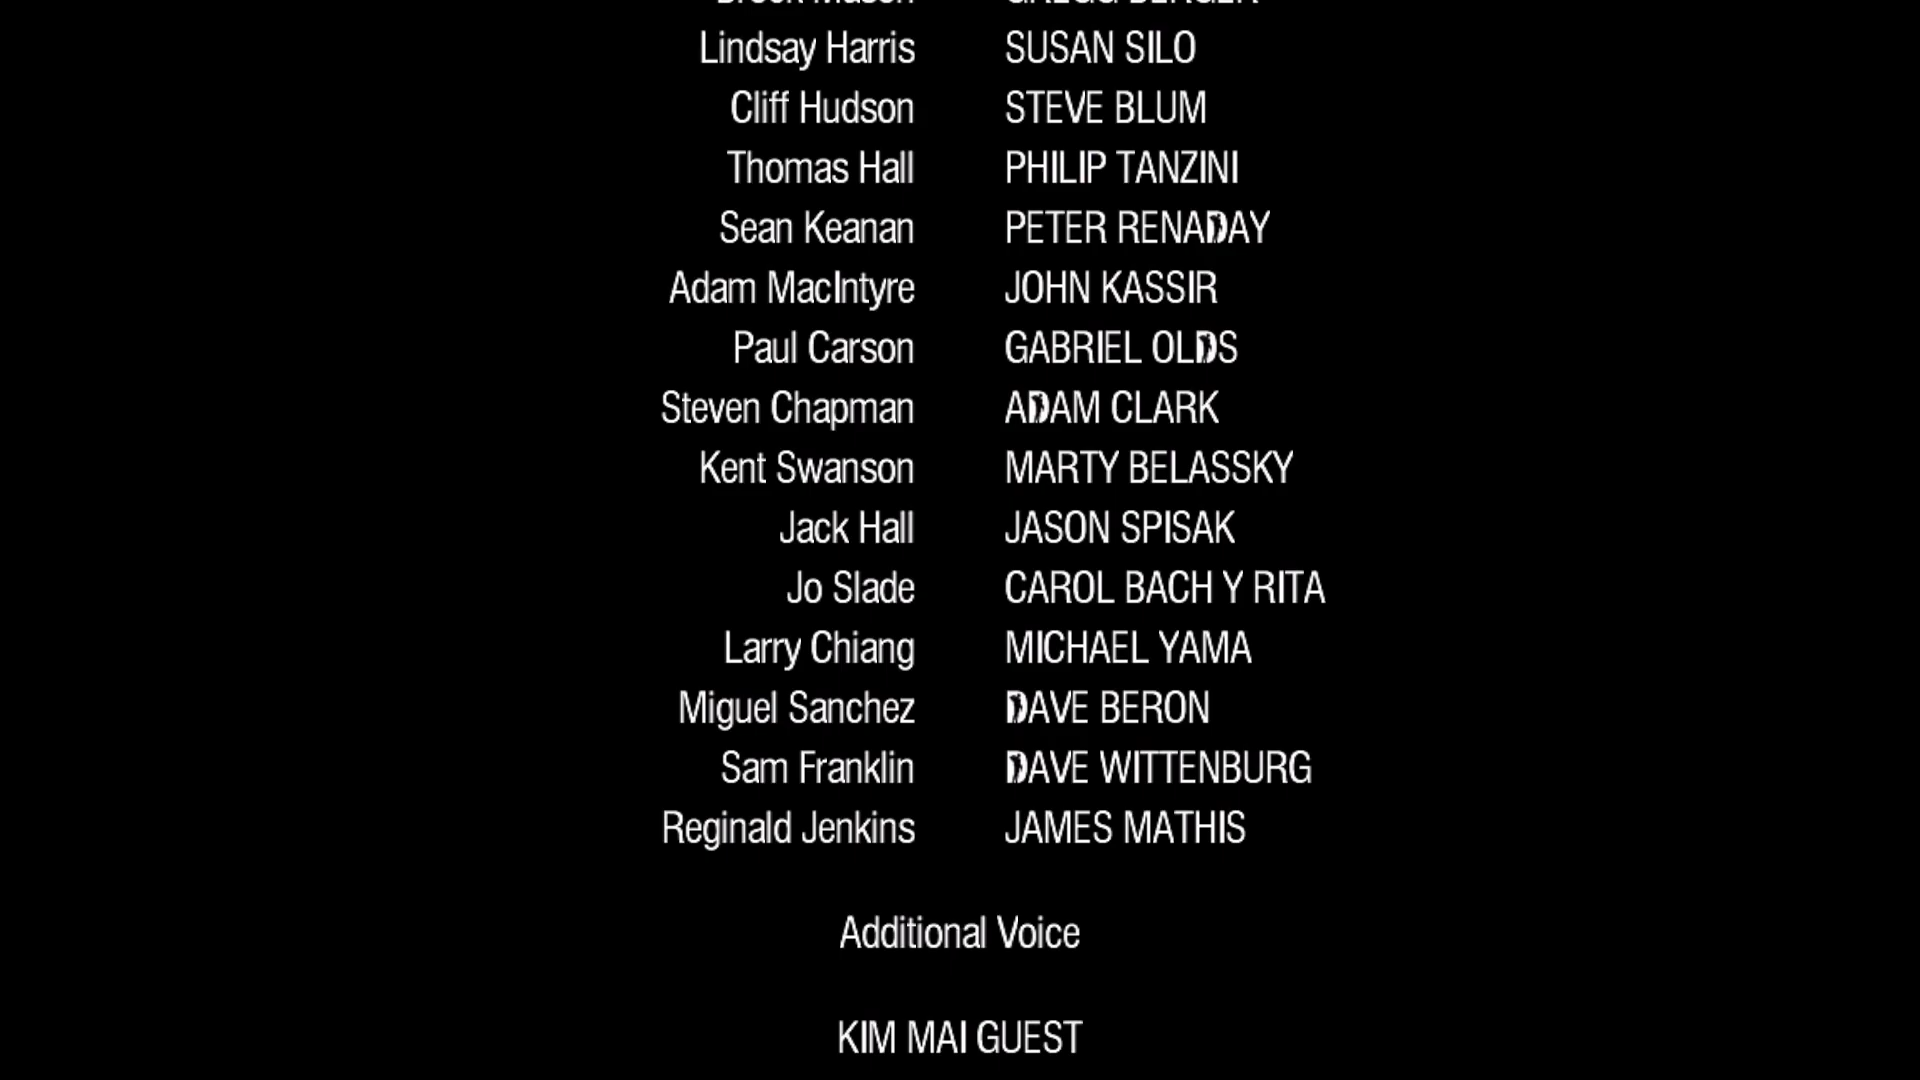 Lindsay Harris SUSAN SILO
Cliff Hudson STEVE BLUM
Thomas Hall PHILIP TANZINI
Sean Keanan PETER RENADAY
Adam MacIntyre JOHN KASSIR
Paul Carson GABRIEL OLDS
Steven Chapman ADAM CLARK
Kent Swanson MARTY BELASSKY
Jack Hall JASON SPISAK
Jo Slade CAROL BACH Y RITA
Larry Chiang MICHAEL YAMA
Miguel Sanchez DAVE BERON
Sam Franklin DAVE WITTENBURG
Reginald Jenkins JAMES MATHIS
Additional Voice
KIM MAI GUEST